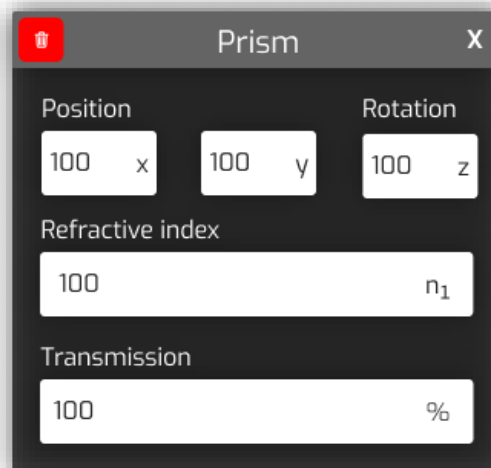 Prism X
Position Rotation
100 x 100 y 100 z
Refractive index
100 n₁
Transmission
100 %